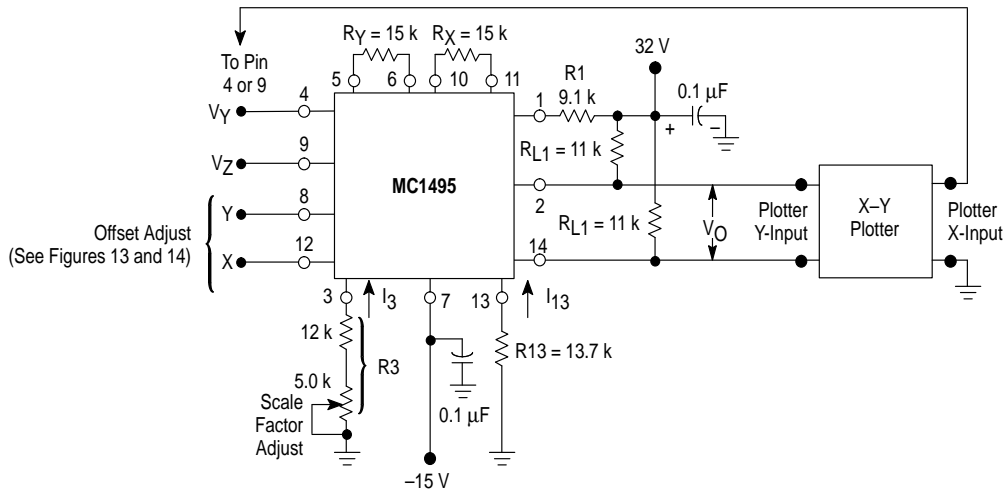 To Pin
4 or 9
RY = 15 k
RX = 15 k
5
6
10
11
32 V
R1
9.1 k
0.1 µF
+
–
VY
4
1
RL1 = 11 k
VZ
9
MC1495
2
Y
8
Offset Adjust
(See Figures 13 and 14)
X
12
RL1 = 11 k
14
VO
Plotter
Y-Input
X–Y
Plotter
Plotter
X-Input
3
I3
7
13
I13
12 k
R3
5.0 k
Scale
Factor
Adjust
0.1 µF
R13 = 13.7 k
–15 V